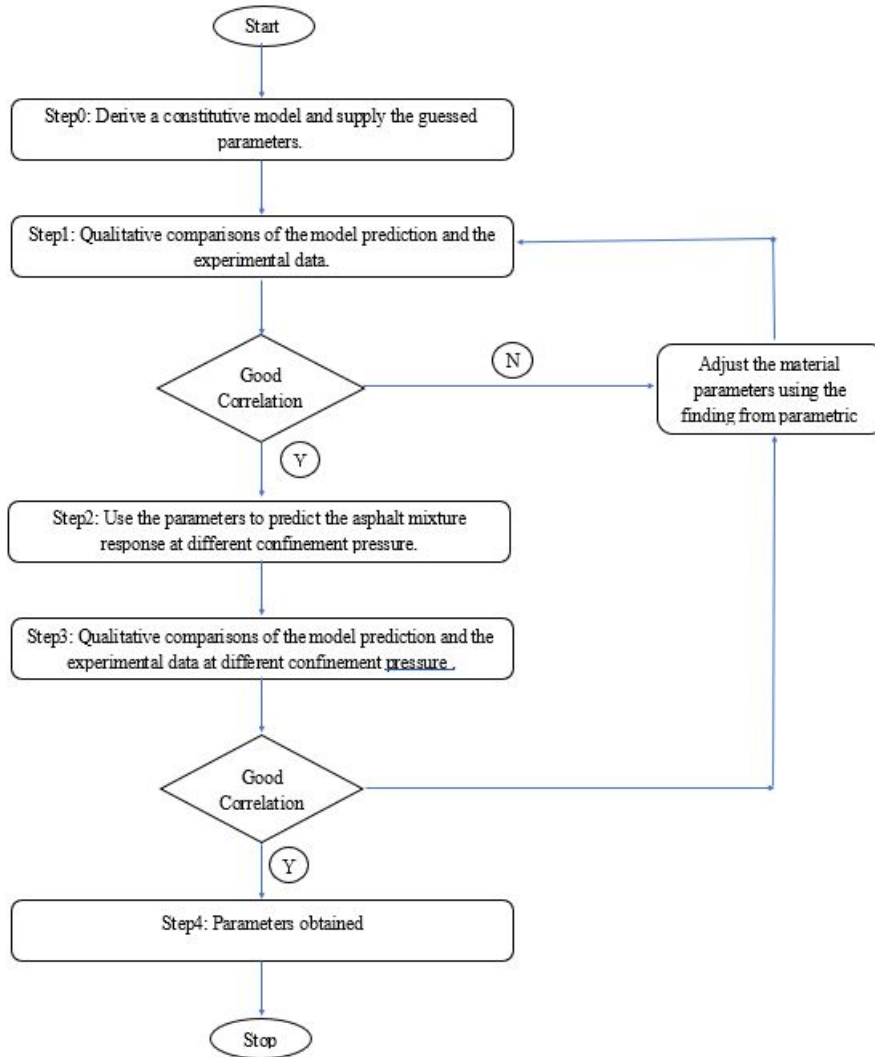 Start
Step0: Derive a constitutive model and supply the guessed
parameters.
Step1: Qualitative comparisons of the model prediction and the
experimental data.
Good
Correlation
N
Adjust the material
parameters using the
finding from parametric
Y
Step2: Use the parameters to predict the asphalt mixture
response at different confinement pressure.
Step3: Qualitative comparisons of the model prediction and the
experimental data at different confinement pressure .
Good
Correlation
Y
Step4: Parameters obtained
Stop